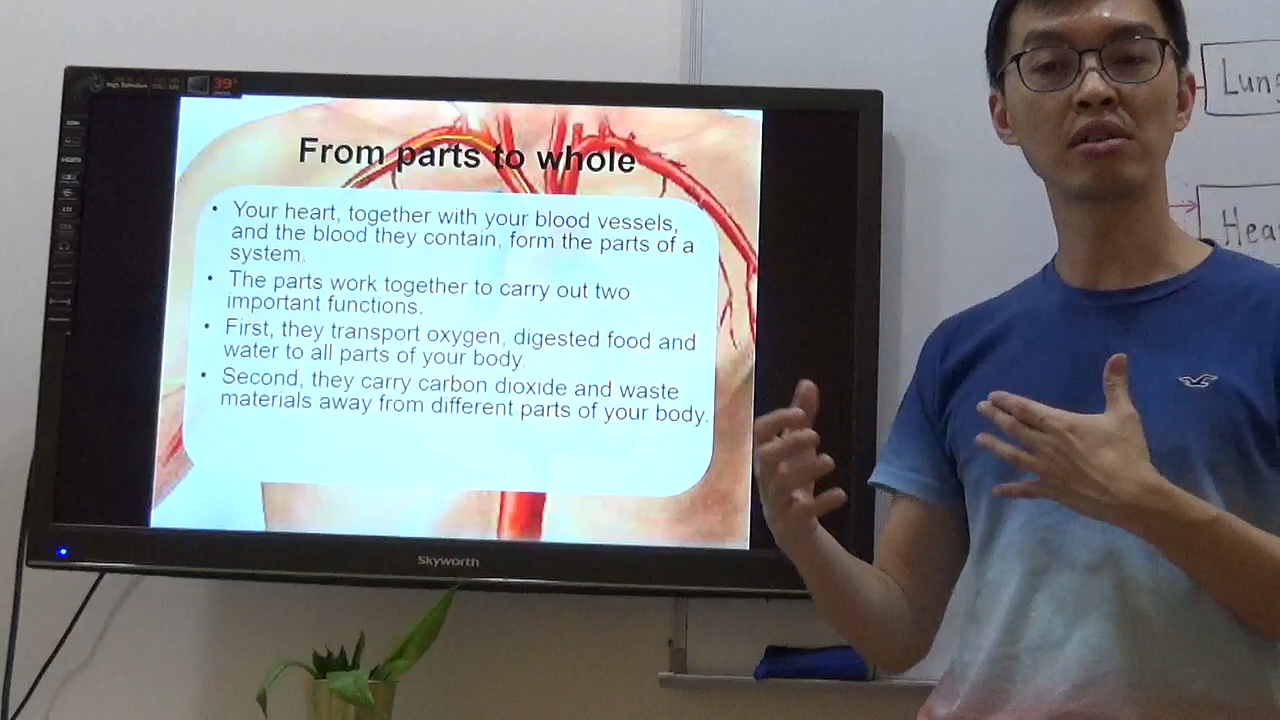 From parts to whole
• Your heart, together with your blood vessels,
and the blood they contain, form the parts of a
system.
• The parts work together to carry out two
important functions.
• First, they transport oxygen, digested food and
water to all parts of your body.
• Second, they carry carbon dioxide and waste
materials away from different parts of your body.
Skyworth
39"
Lung
Hea